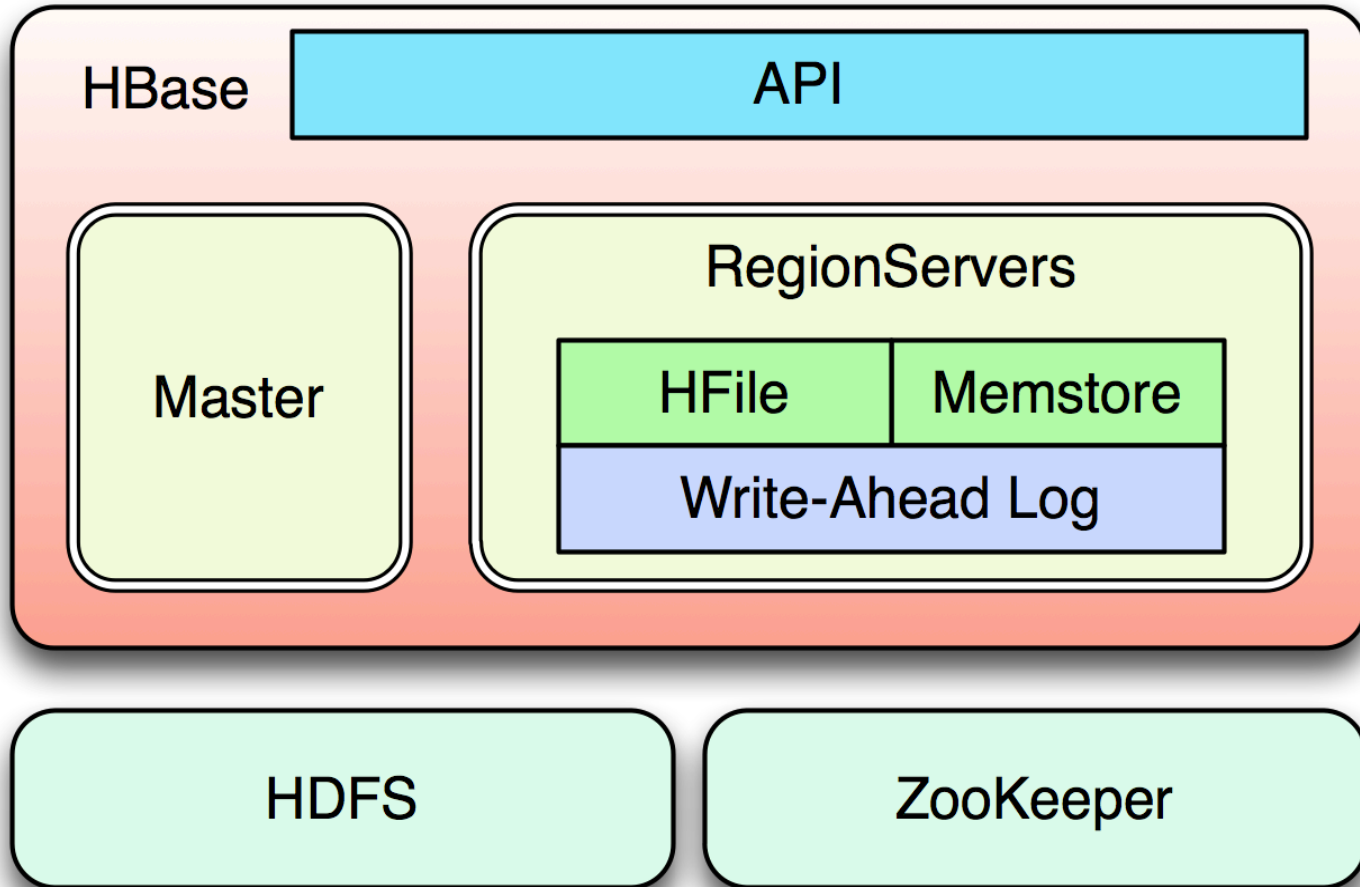 HBase
API
Master
RegionServers
HFile
Memstore
Write-Ahead Log
HDFS
ZooKeeper